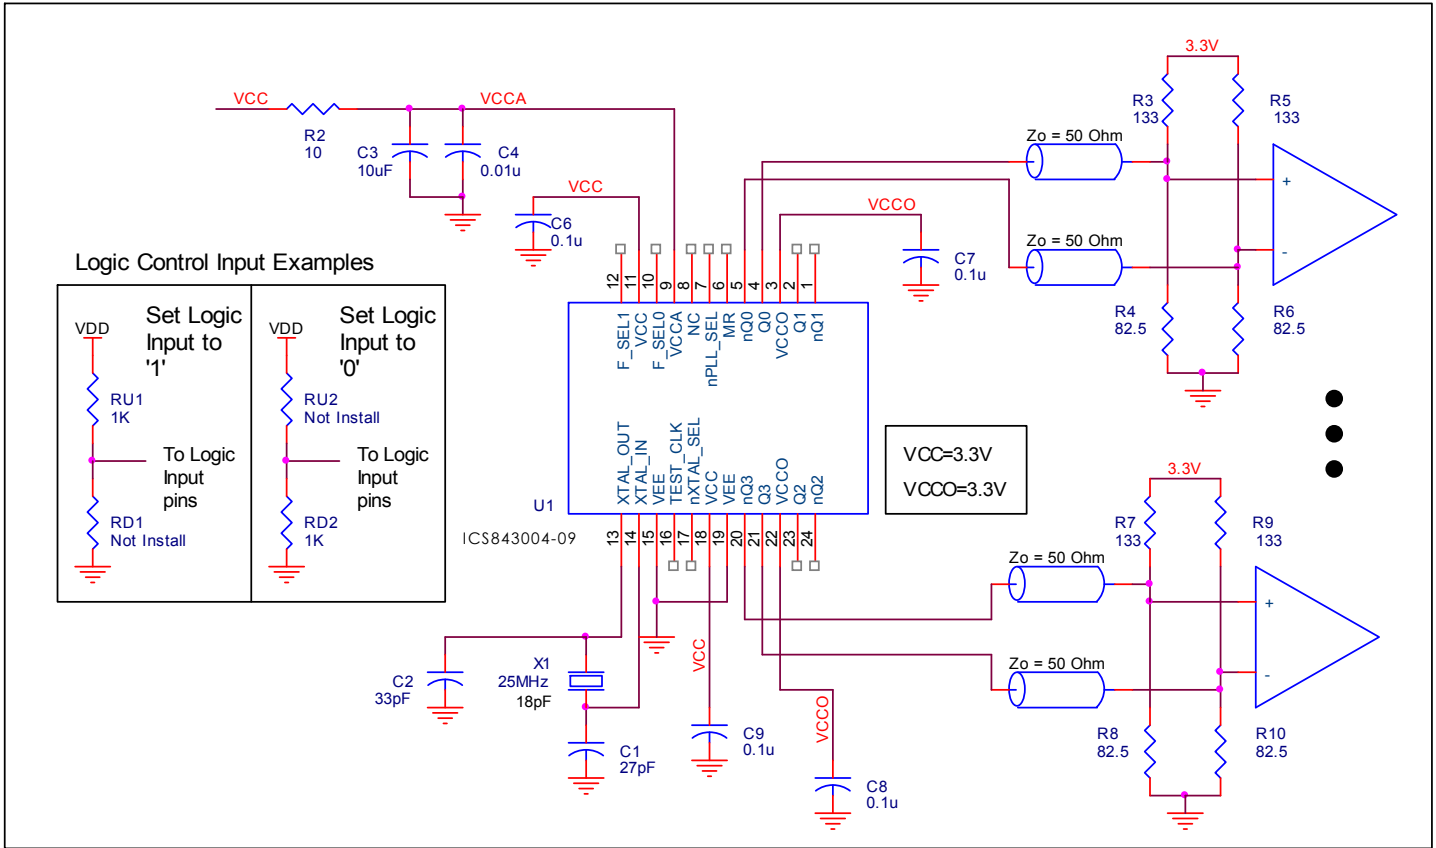 3.3V
VCC
VCCA
R2
10
C3
10uF
C4
0.01u
R3
133
R5
133
Zo = 50 Ohm
VCC
C6
0.1u
VCCO
C7
0.1u
+
-
Zo = 50 Ohm
R4
82.5
R6
82.5
Logic Control Input Examples
VDD
Set Logic
Input to
'1'
RU1
1K
To Logic
Input
pins
RD1
Not Install
VDD
Set Logic
Input to
'0'
RU2
Not Install
To Logic
Input
pins
RD2
1K
12
11
10
9
8
7
6
5
4
3
2
1
F_SEL1
VCC
F_SEL0
VCCA
NC
nPLL_SEL
MR
nQ0
Q0
VCCO
Q1
nQ1
XTAL_OUT
XTAL_IN
VEE
TEST_CLK
nXTAL_SEL
VCC
VEE
nQ3
Q3
VCCO
Q2
nQ2
U1
ICS843004-09
13
14
15
16
17
18
19
20
21
22
23
24
VCC=3.3V
VCCO=3.3V
3.3V
R7
133
R9
133
Zo = 50 Ohm
+
-
Zo = 50 Ohm
R8
82.5
R10
82.5
C2
33pF
X1
25MHz
18pF
C1
27pF
VCC
C9
0.1u
VCCO
C8
0.1u